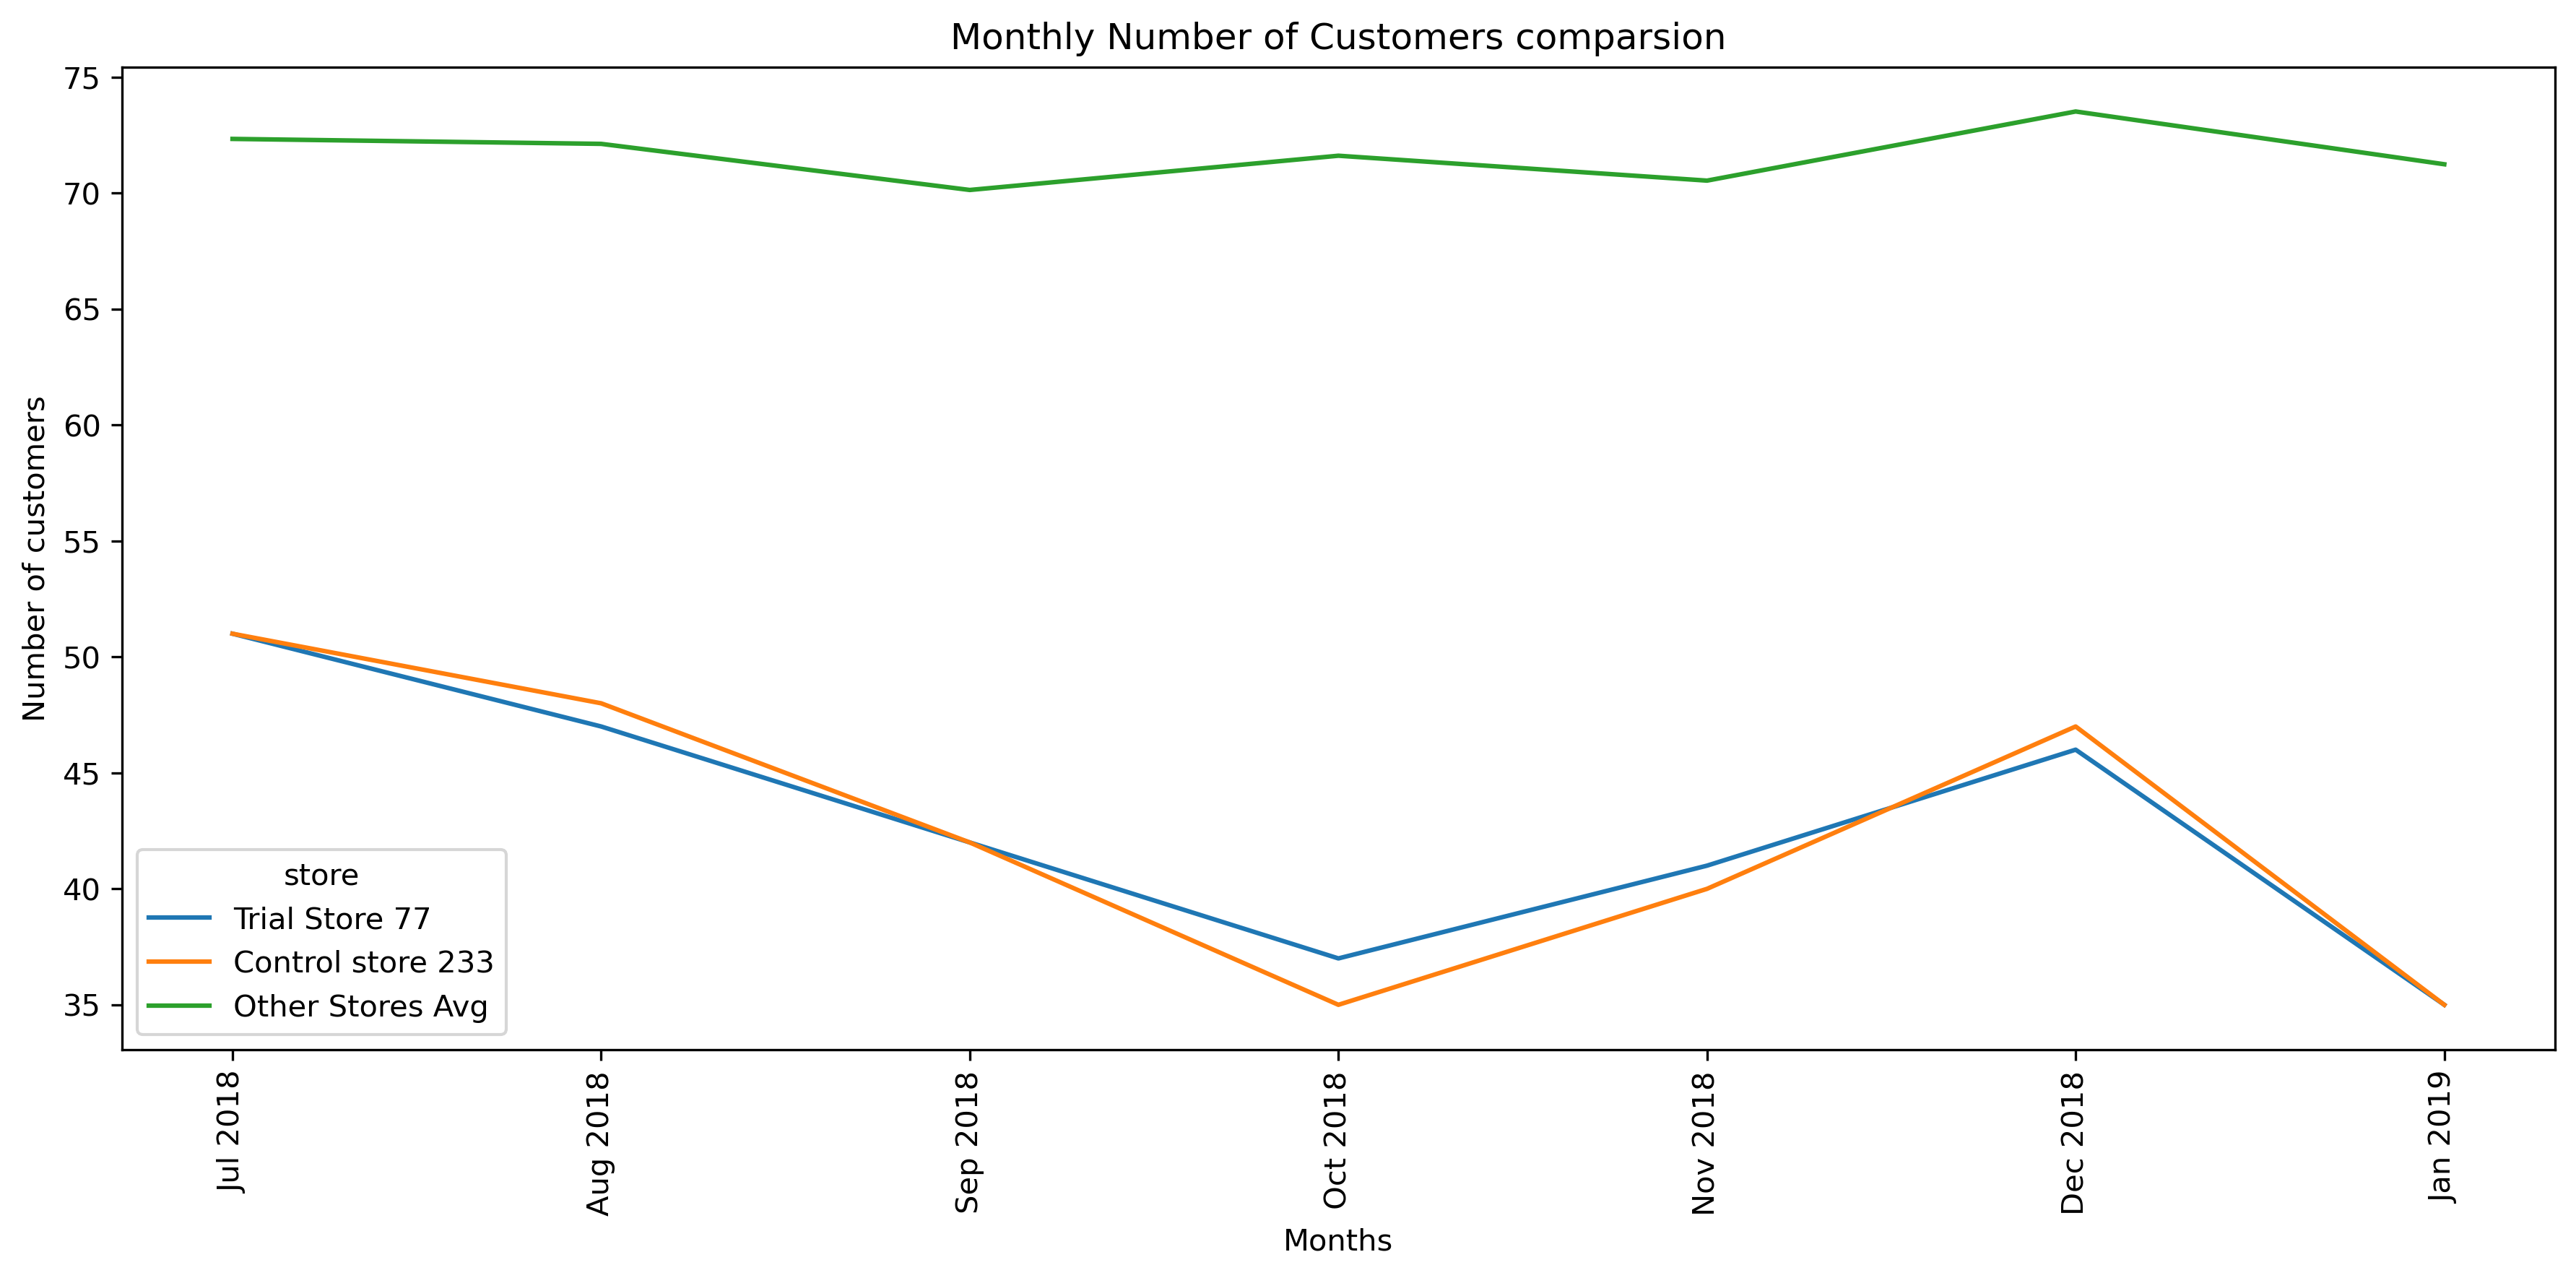 Monthly Number of Customers comparsion
75
70
65
60
55
50
45
40
35
Number of customers
store
Trial Store 77
Control store 233
Other Stores Avg
Jul 2018
Aug 2018
Sep 2018
Oct 2018
Nov 2018
Dec 2018
Jan 2019
Months